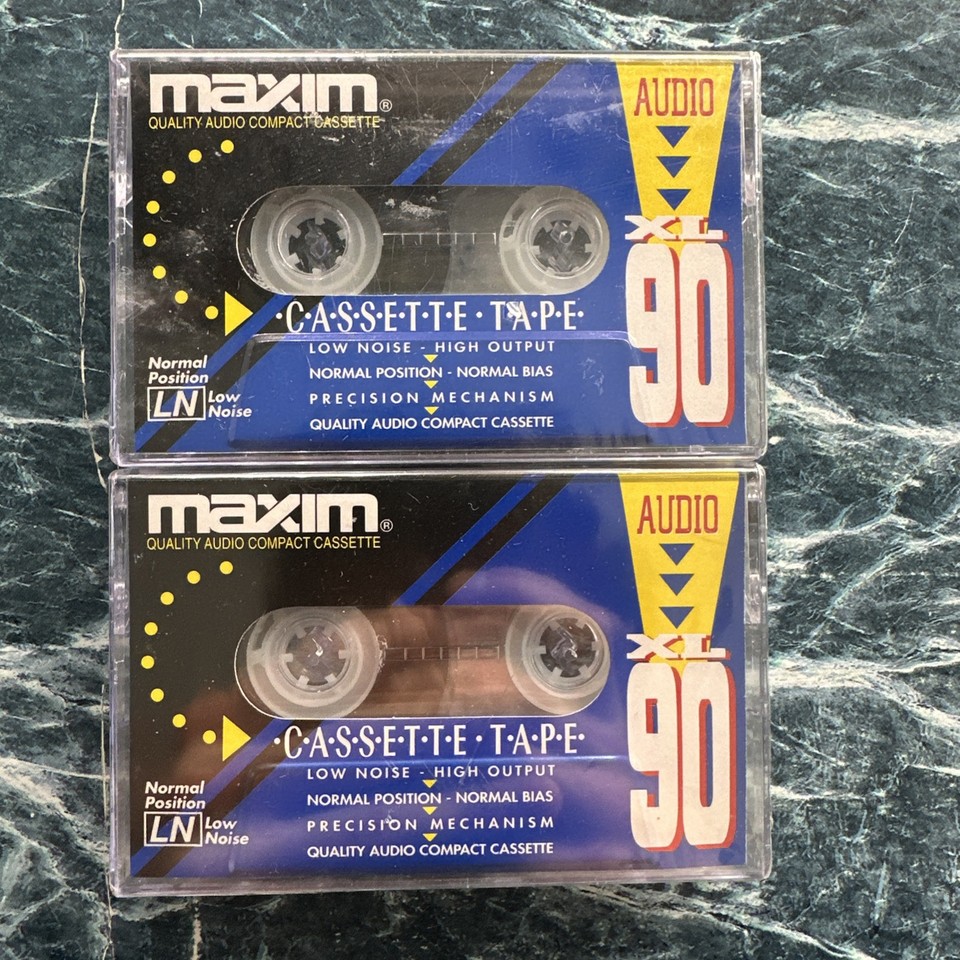 maxim®
QUALITY AUDIO COMPACT CASSETTE
AUDIO
XL
90
·C·A·S·S·E·T·T·E·T·A·P·E·
LOW NOISE - HIGH OUTPUT
NORMAL POSITION - NORMAL BIAS
PRECISION MECHANISM
QUALITY AUDIO COMPACT CASSETTE
Normal
Position
LN Low
Noise
maxim®
QUALITY AUDIO COMPACT CASSETTE
AUDIO
XL
90
·C·A·S·S·E·T·T·E·T·A·P·E·
LOW NOISE - HIGH OUTPUT
NORMAL POSITION - NORMAL BIAS
PRECISION MECHANISM
QUALITY AUDIO COMPACT CASSETTE
Normal
Position
LN Low
Noise